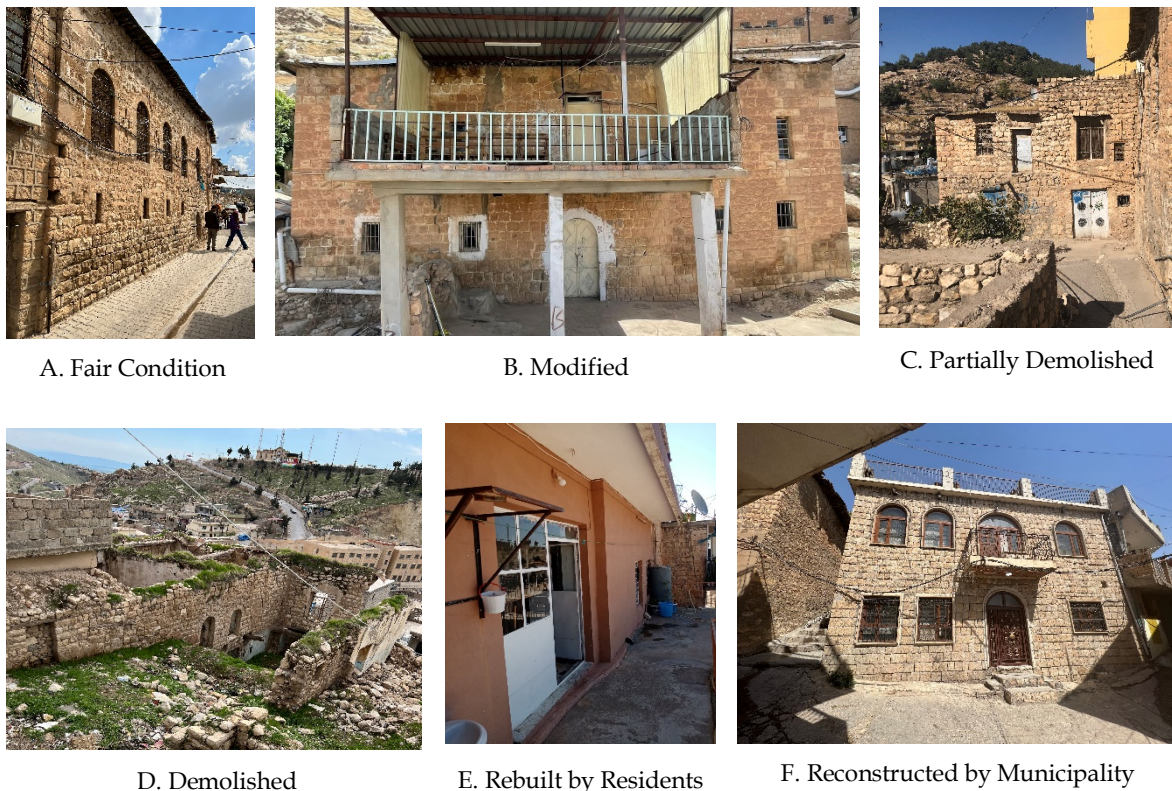 A. Fair Condition
B. Modified
C. Partially Demolished
D. Demolished
E. Rebuilt by Residents
F. Reconstructed by Municipality